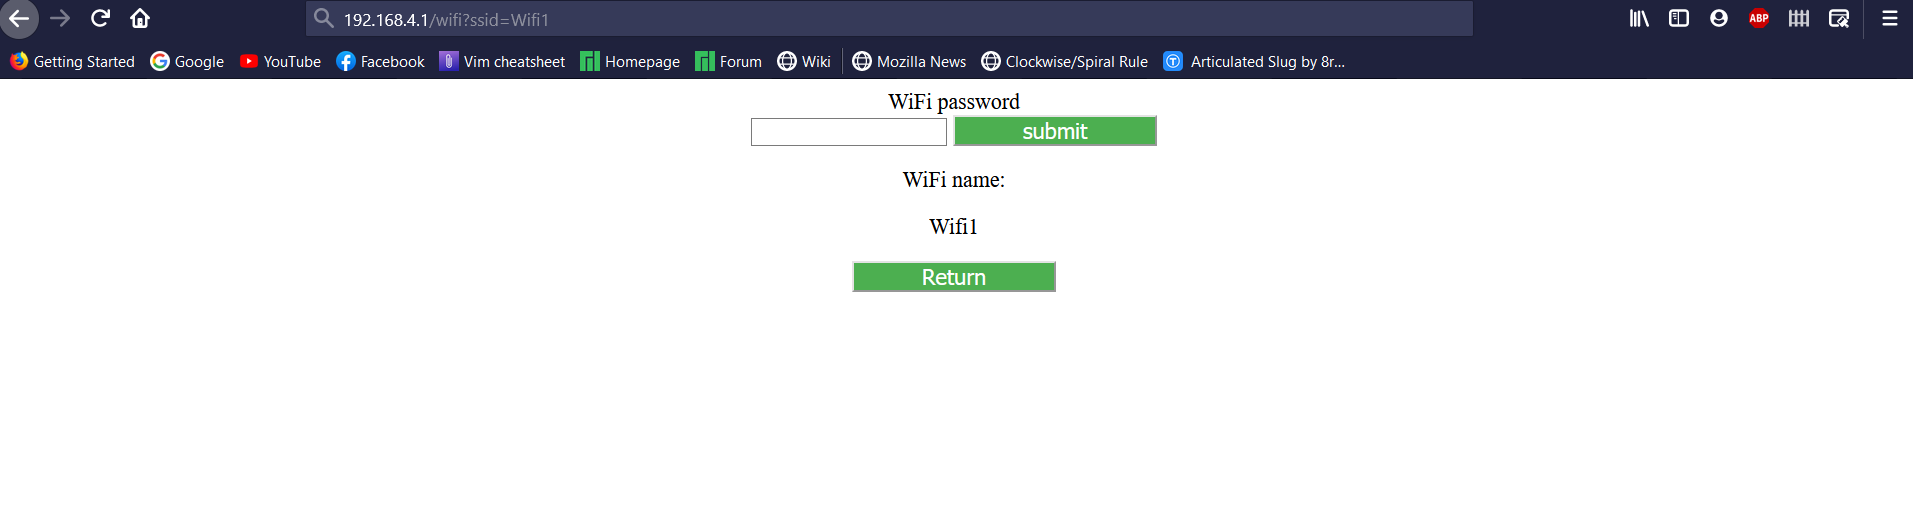 192.168.4.1/wifi?ssid=Wifi1
ABP
Getting Started Google YouTube Facebook Vim cheatsheet Homepage Forum Wiki Mozilla News Clockwise/Spiral Rule Articulated Slug by 8r...
WiFi password
submit
WiFi name:
Wifi1
Return